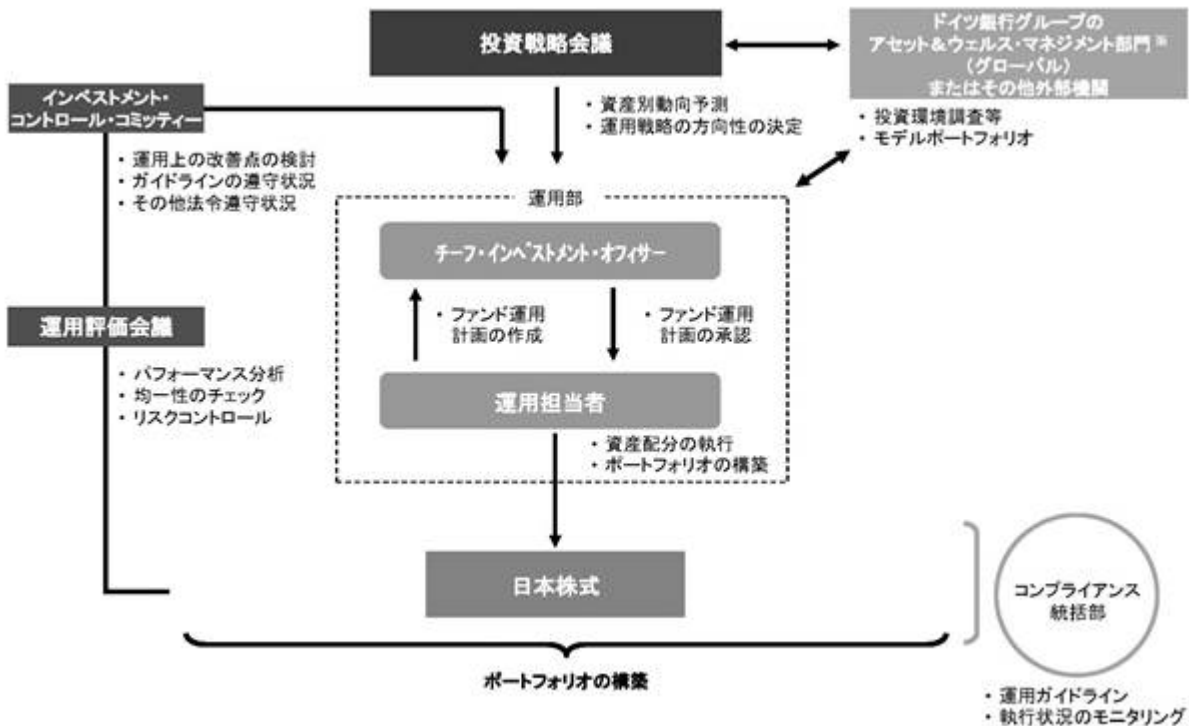 投資戦略会議
ドイツ銀行グループの
アセット&ウェルス・マネジメント部門※
(グローバル)
またはその他外部機関
・ 資産別動向予測
・ 運用戦略の方向性の決定
・ 投資環境調査等
・ モデルポートフォリオ
インベストメント・
コントロール・コミッティー
・ 運用上の改善点の検討
・ ガイドラインの遵守状況
・ その他法令遵守状況
運用部
チーフ・インベストメント・オフィサー
・ ファンド運用
計画の作成
・ ファンド運用
計画の承認
運用評価会議
・ パフォーマンス分析
・ 均一性のチェック
・ リスクコントロール
運用担当者
・ 資産配分の執行
・ ポートフォリオの構築
日本株式
コンプライアンス
統括部
ポートフォリオの構築
・ 運用ガイドライン
・ 執行状況のモニタリング